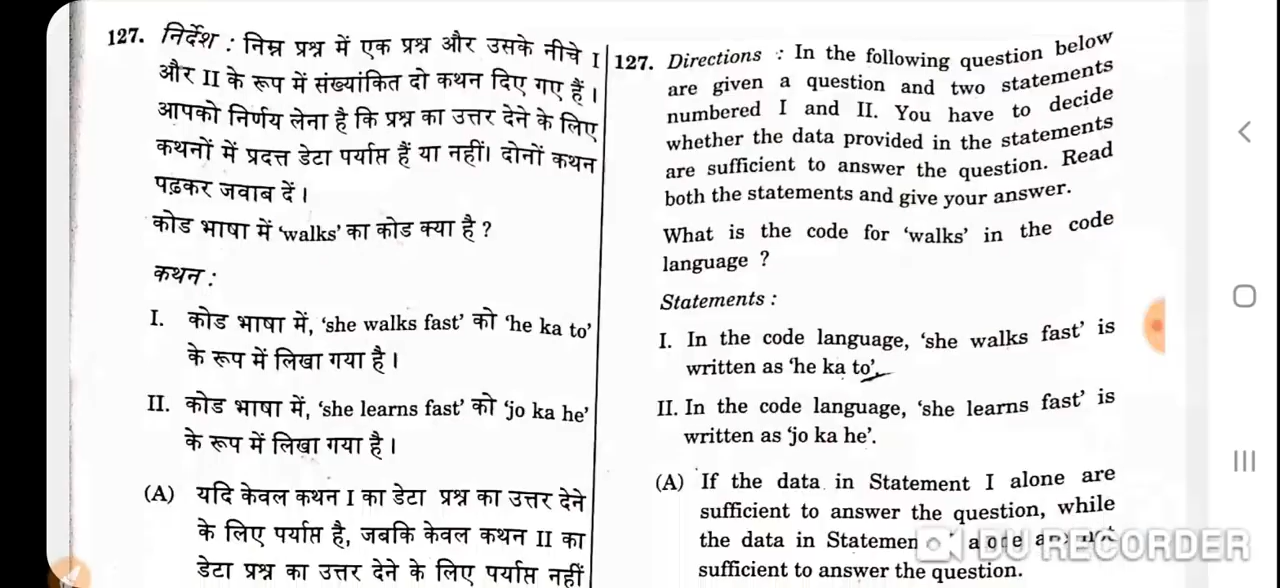 127. निर्देश : निम्न प्रश्न में एक प्रश्न और उसके नीचे I
और II के रूप में संख्यांकित दो कथन दिए गए हैं।
आपको निर्णय लेना है कि प्रश्न का उत्तर देने के लिए
कथनों में प्रदत्त डेटा पर्याप्त हैं या नहीं। दोनों कथन
पढ़कर जवाब दें।
कोड भाषा में 'walks' का कोड क्या है ?
कथन :
I. कोड भाषा में, 'she walks fast' को 'he ka to'
के रूप में लिखा गया है।
II. कोड भाषा में, 'she learns fast' को 'jo ka he'
के रूप में लिखा गया है।
(A) यदि केवल कथन I का डेटा प्रश्न का उत्तर देने
के लिए पर्याप्त है, जबकि केवल कथन II का
डेटा प्रश्न का उत्तर देने के लिए पर्याप्त नहीं
127. Directions : In the following question below
are given a question and two statements
numbered I and II. You have to decide
whether the data provided in the statements
are sufficient to answer the question. Read
both the statements and give your answer.
What is the code for 'walks' in the code
language ?
Statements :
I. In the code language, 'she walks fast' is
written as 'he ka to'.
II. In the code language, 'she learns fast' is
written as 'jo ka he'.
(A) If the data in Statement I alone are
sufficient to answer the question, while
the data in Statemen alone are not
sufficient to answer the question.
DU RECORDER